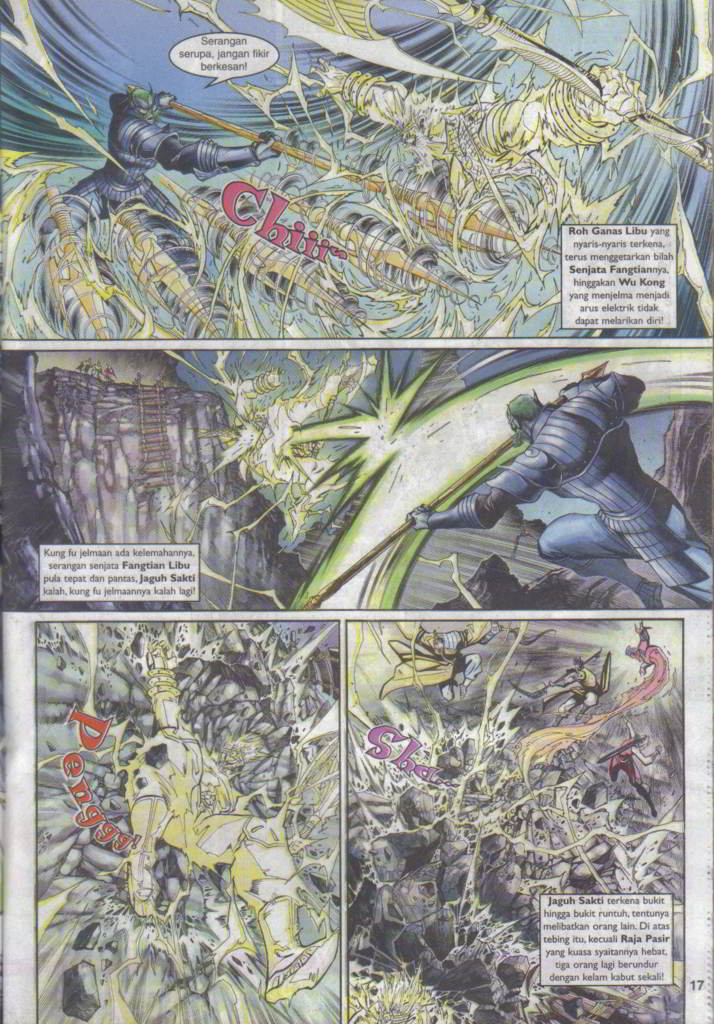 Serangan
serupa, jangan fikir
berkesan!
Chiii
Roh Ganas Libu yang
nyaris-nyaris terkena,
terus menggetarkan bilah
Senjata Fangtiannya,
hinggakan Wu Kong
yang menjelma menjadi
arus elektrik tidak
dapat melarikan diri!
Kung fu jelmaan ada kelemahannya,
serangan senjata Fangtian Libu
pula tepat dan pantas, Jaguh Sakti
kalah, kung fu jelmaannya kalah lagi!
Pengggg!
Sha
Jaguh Sakti terkena bukit
hingga bukit runtuh, tentunya
melibatkan orang lain. Di atas
tebing itu, kecuali Raja Pasir
yang kuasa syaitannya hebat,
tiga orang lagi berundur
dengan kelam kabut sekali!
17